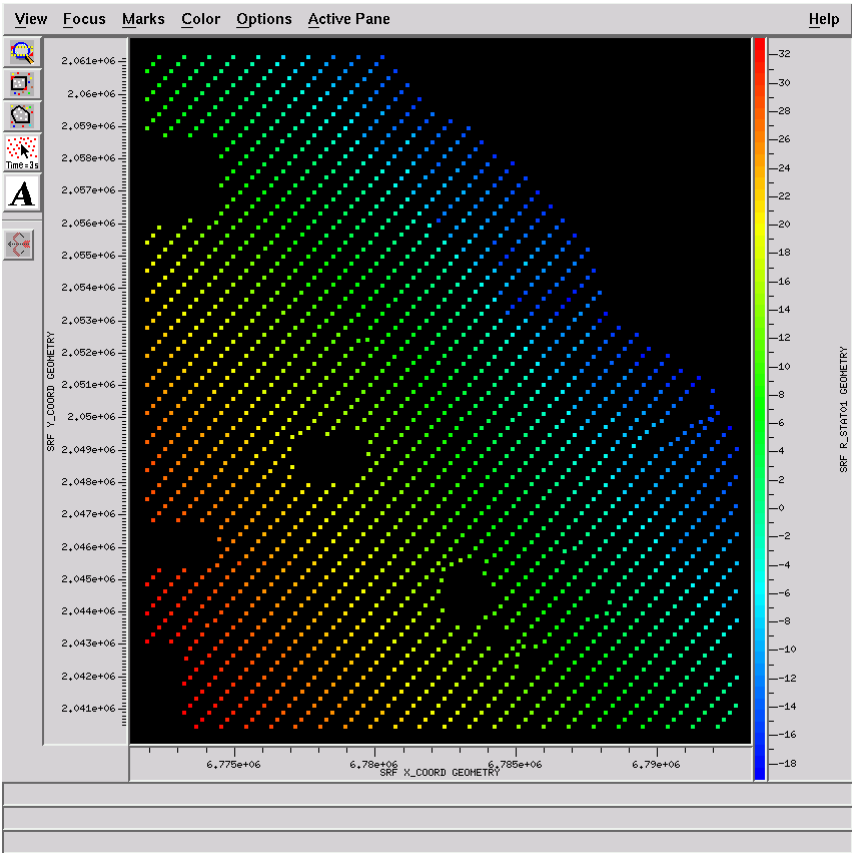 View Focus Marks Color Options Active Pane Help
Time=3s
A
2.061e+06
2.06e+06
2.059e+06
2.058e+06
2.057e+06
2.056e+06
2.055e+06
2.054e+06
2.053e+06
2.052e+06
2.051e+06
2.05e+06
2.049e+06
2.048e+06
2.047e+06
2.046e+06
2.045e+06
2.044e+06
2.043e+06
2.042e+06
2.041e+06
SRF Y_COORD GEOMETRY
6.775e+06 6.78e+06 6.785e+06 6.79e+06
SRF X_COORD GEOMETRY
32
30
28
26
24
22
20
18
16
14
12
10
8
6
4
2
0
-2
-4
-6
-8
-10
-12
-14
-16
-18
SRF R_STAT01 GEOMETRY